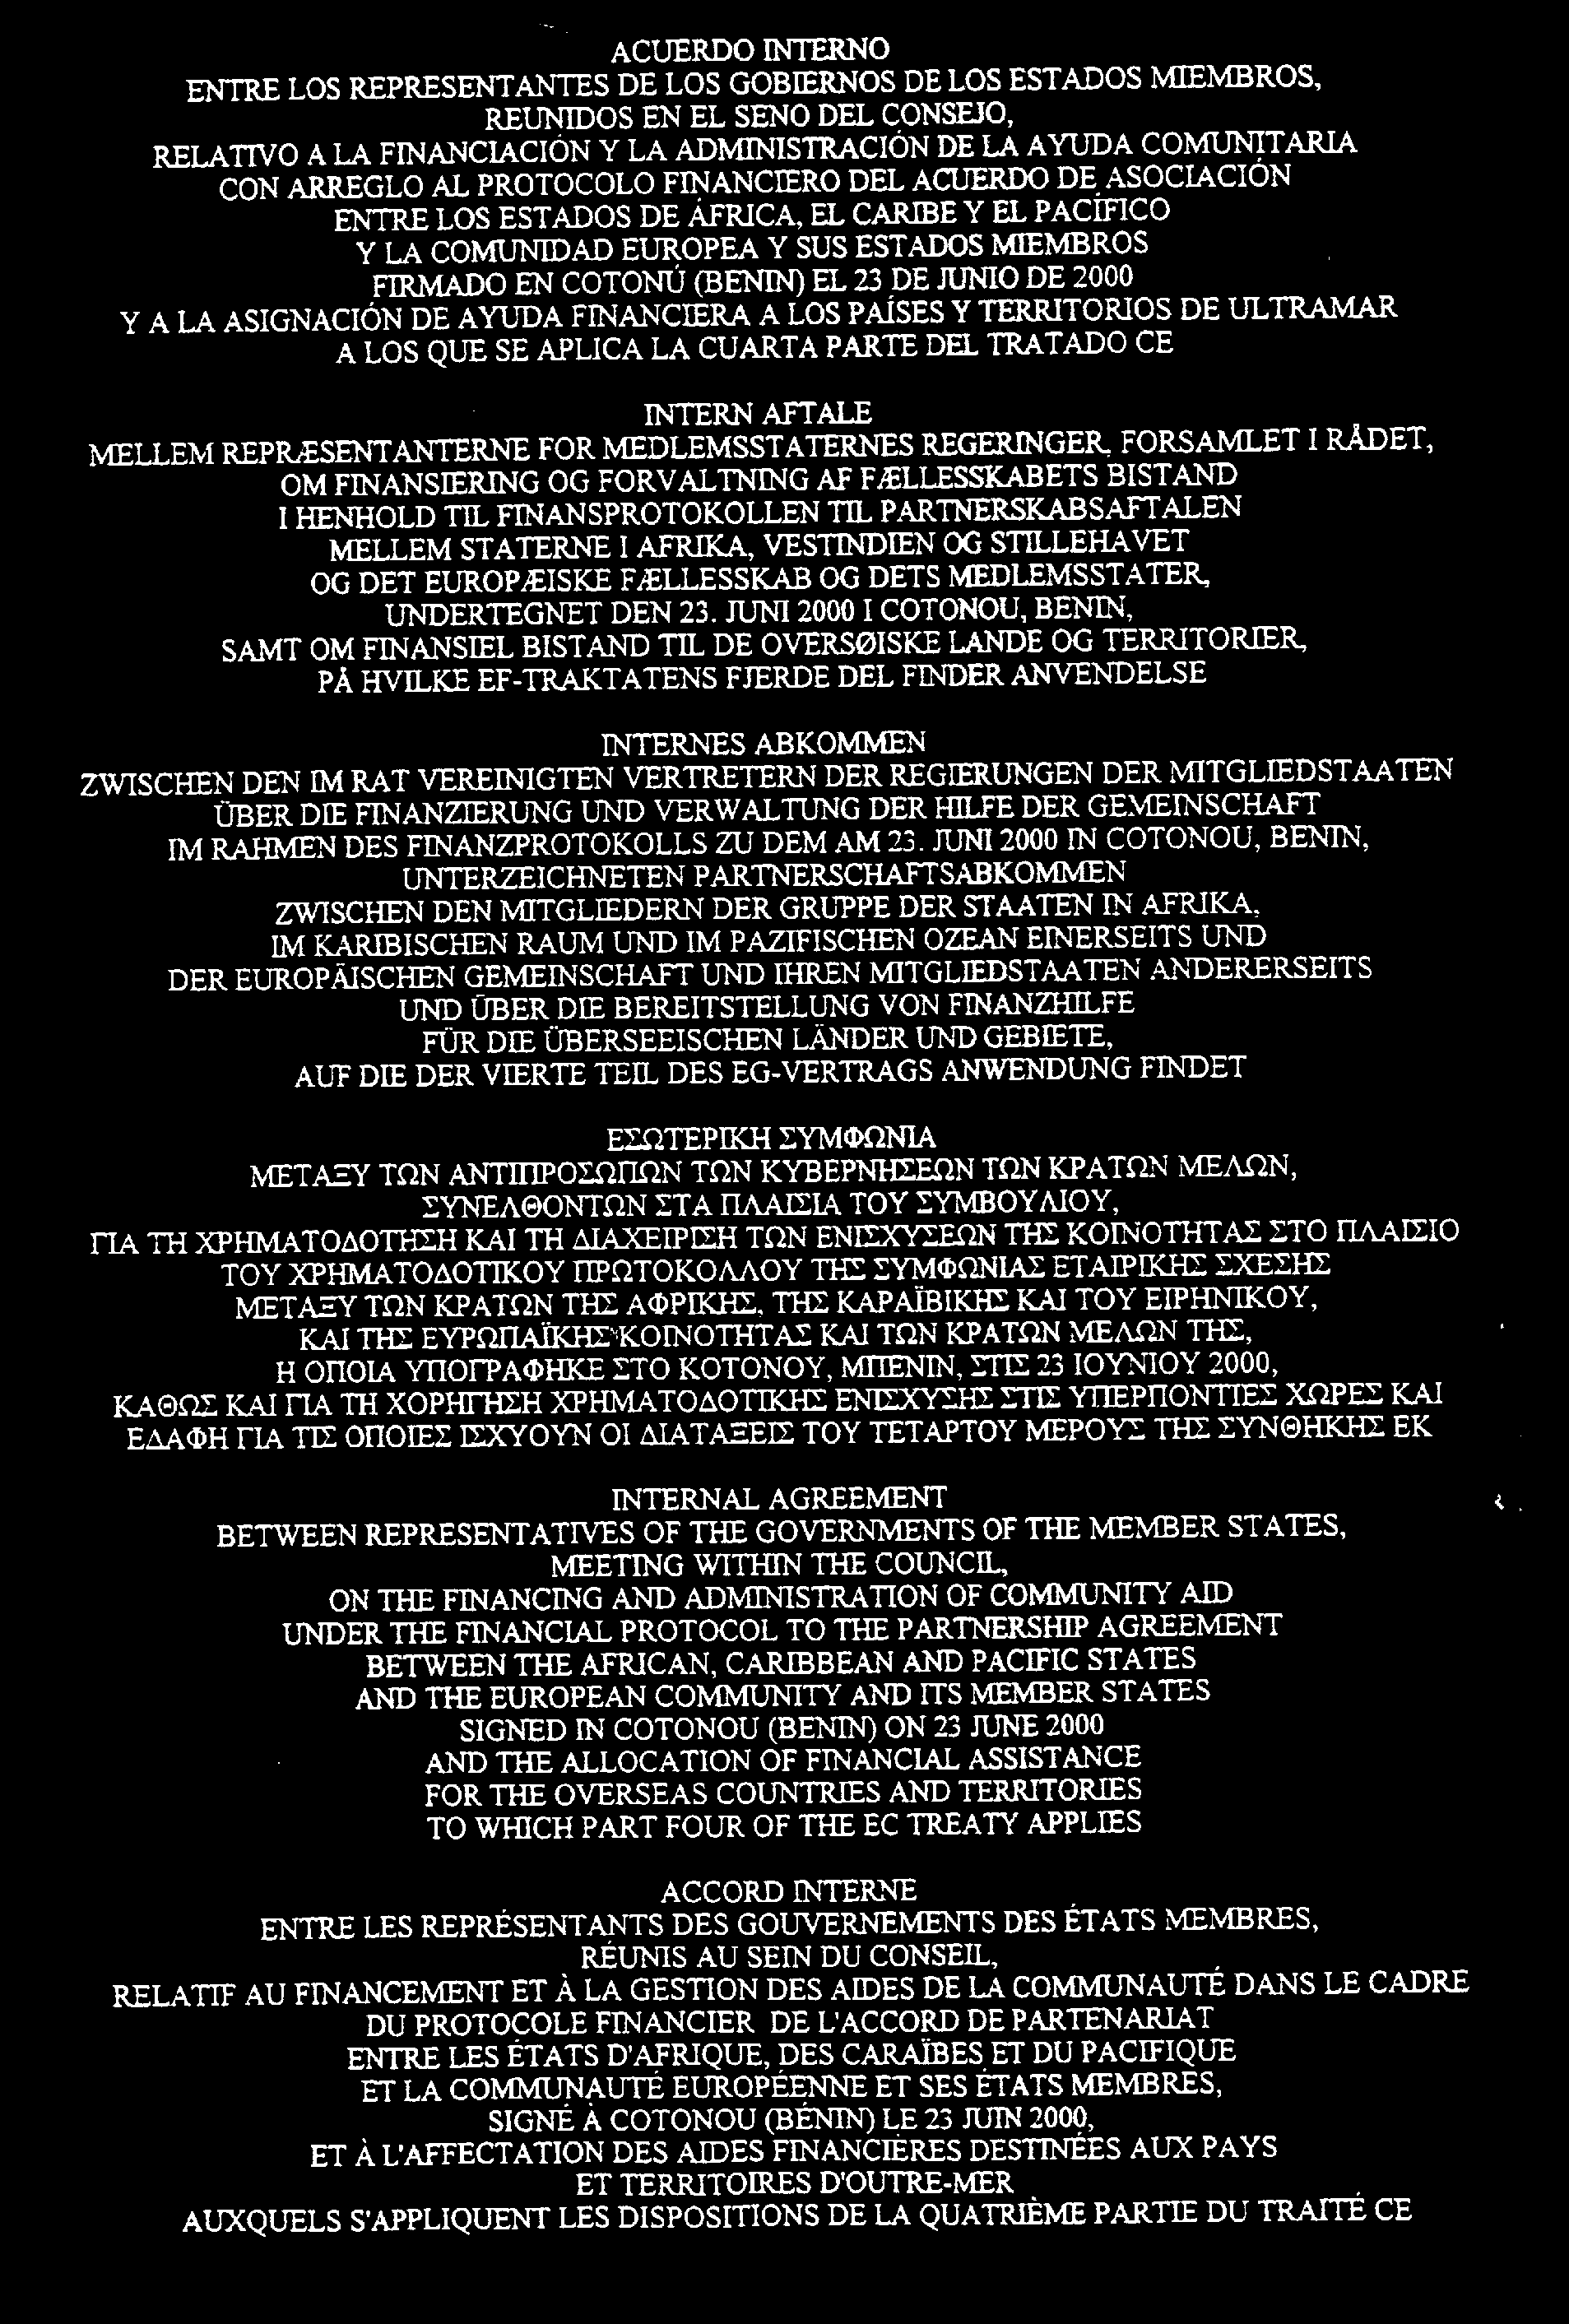 ACUERDO INTERNO
ENTRE LOS REPRESENTANTES DE LOS GOBIERNOS DE LOS ESTADOS MIEMBROS,
REUNIDOS EN EL SENO DEL CONSEJO,
RELATIVO A LA FINANCIACIÓN Y LA ADMINISTRACIÓN DE LA AYUDA COMUNITARIA
CON ARREGLO AL PROTOCOLO FINANCIERO DEL ACUERDO DE ASOCIACIÓN
ENTRE LOS ESTADOS DE ÁFRICA, EL CARIBE Y EL PACÍFICO
Y LA COMUNIDAD EUROPEA Y SUS ESTADOS MIEMBROS
FIRMADO EN COTONÚ (BENIN) EL 23 DE JUNIO DE 2000
Y A LA ASIGNACIÓN DE AYUDA FINANCIERA A LOS PAÍSES Y TERRITORIOS DE ULTRAMAR
A LOS QUE SE APLICA LA CUARTA PARTE DEL TRATADO CE
INTERN AFTALE
MELLEM REPRÆSENTANTERNE FOR MEDLEMSSTATERNES REGERINGER, FORSAMLET I RÅDET,
OM FINANSIERING OG FORVALTNING AF FÆLLESSKABETS BISTAND
I HENHOLD TIL FINANSPROTOKOLLEN TIL PARTNERSKABSAFTALEN
MELLEM STATERNE I AFRIKA, VESTINDIEN OG STILLEHAVET
OG DET EUROPÆISKE FÆLLESSKAB OG DETS MEDLEMSSTATER,
UNDERTEGNET DEN 23. JUNI 2000 I COTONOU, BENIN,
SAMT OM FINANSIEL BISTAND TIL DE OVERSØISKE LANDE OG TERRITORIER,
PÅ HVILKE EF-TRAKTATENS FJERDE DEL FINDER ANVENDELSE
INTERNES ABKOMMEN
ZWISCHEN DEN IM RAT VEREINIGTEN VERTRETERN DER REGIERUNGEN DER MITGLIEDSTAATEN
ÜBER DIE FINANZIERUNG UND VERWALTUNG DER HILFE DER GEMEINSCHAFT
IM RAHMEN DES FINANZPROTOKOLLS ZU DEM AM 23. JUNI 2000 IN COTONOU, BENIN,
UNTERZEICHNETEN PARTNERSCHAFTSABKOMMEN
ZWISCHEN DEN MITGLIEDERN DER GRUPPE DER STAATEN IN AFRIKA,
IM KARIBISCHEN RAUM UND IM PAZIFISCHEN OZEAN EINERSEITS UND
DER EUROPÄISCHEN GEMEINSCHAFT UND IHREN MITGLIEDSTAATEN ANDERERSEITS
UND ÜBER DIE BEREITSTELLUNG VON FINANZHILFE
FÜR DIE ÜBERSEEISCHEN LÄNDER UND GEBIETE,
AUF DIE DER VIERTE TEIL DES EG-VERTRAGS ANWENDUNG FINDET
ΕΣΩΤΕΡΙΚΗ ΣΥΜΦΩΝΙΑ
ΜΕΤΑΞΥ ΤΩΝ ΑΝΤΙΠΡΟΣΩΠΩΝ ΤΩΝ ΚΥΒΕΡΝΗΣΕΩΝ ΤΩΝ ΚΡΑΤΩΝ ΜΕΛΩΝ,
ΣΥΝΕΛΘΟΝΤΩΝ ΣΤΑ ΠΛΑΙΣΙΑ ΤΟΥ ΣΥΜΒΟΥΛΙΟΥ,
ΓΙΑ ΤΗ ΧΡΗΜΑΤΟΔΟΤΗΣΗ ΚΑΙ ΤΗ ΔΙΑΧΕΙΡΙΣΗ ΤΩΝ ΕΝΙΣΧΥΣΕΩΝ ΤΗΣ ΚΟΙΝΟΤΗΤΑΣ ΣΤΟ ΠΛΑΙΣΙΟ
ΤΟΥ ΧΡΗΜΑΤΟΔΟΤΙΚΟΥ ΠΡΩΤΟΚΟΛΛΟΥ ΤΗΣ ΣΥΜΦΩΝΙΑΣ ΕΤΑΙΡΙΚΗΣ ΣΧΕΣΗΣ
ΜΕΤΑΞΥ ΤΩΝ ΚΡΑΤΩΝ ΤΗΣ ΑΦΡΙΚΗΣ, ΤΗΣ ΚΑΡΑΪΒΙΚΗΣ ΚΑΙ ΤΟΥ ΕΙΡΗΝΙΚΟΥ,
ΚΑΙ ΤΗΣ ΕΥΡΩΠΑΪΚΗΣ ΚΟΙΝΟΤΗΤΑΣ ΚΑΙ ΤΩΝ ΚΡΑΤΩΝ ΜΕΛΩΝ ΤΗΣ,
Η ΟΠΟΙΑ ΥΠΟΓΡΑΦΗΚΕ ΣΤΟ ΚΟΤΟΝΟΥ, ΜΠΕΝΙΝ, ΣΤΙΣ 23 ΙΟΥΝΙΟΥ 2000,
ΚΑΘΩΣ ΚΑΙ ΓΙΑ ΤΗ ΧΟΡΗΓΗΣΗ ΧΡΗΜΑΤΟΔΟΤΙΚΗΣ ΕΝΙΣΧΥΣΗΣ ΣΤΙΣ ΥΠΕΡΠΟΝΤΙΕΣ ΧΩΡΕΣ ΚΑΙ
ΕΔΑΦΗ ΓΙΑ ΤΙΣ ΟΠΟΙΕΣ ΙΣΧΥΟΥΝ ΟΙ ΔΙΑΤΑΞΕΙΣ ΤΟΥ ΤΕΤΑΡΤΟΥ ΜΕΡΟΥΣ ΤΗΣ ΣΥΝΘΗΚΗΣ ΕΚ
INTERNAL AGREEMENT
BETWEEN REPRESENTATIVES OF THE GOVERNMENTS OF THE MEMBER STATES,
MEETING WITHIN THE COUNCIL,
ON THE FINANCING AND ADMINISTRATION OF COMMUNITY AID
UNDER THE FINANCIAL PROTOCOL TO THE PARTNERSHIP AGREEMENT
BETWEEN THE AFRICAN, CARIBBEAN AND PACIFIC STATES
AND THE EUROPEAN COMMUNITY AND ITS MEMBER STATES
SIGNED IN COTONOU (BENIN) ON 23 JUNE 2000
AND THE ALLOCATION OF FINANCIAL ASSISTANCE
FOR THE OVERSEAS COUNTRIES AND TERRITORIES
TO WHICH PART FOUR OF THE EC TREATY APPLIES
ACCORD INTERNE
ENTRE LES REPRÉSENTANTS DES GOUVERNEMENTS DES ÉTATS MEMBRES,
RÉUNIS AU SEIN DU CONSEIL,
RELATIF AU FINANCEMENT ET À LA GESTION DES AIDES DE LA COMMUNAUTÉ DANS LE CADRE
DU PROTOCOLE FINANCIER DE L'ACCORD DE PARTENARIAT
ENTRE LES ÉTATS D'AFRIQUE, DES CARAÏBES ET DU PACIFIQUE
ET LA COMMUNAUTÉ EUROPÉENNE ET SES ÉTATS MEMBRES,
SIGNÉ À COTONOU (BÉNIN) LE 23 JUIN 2000,
ET À L'AFFECTATION DES AIDES FINANCIÈRES DESTINÉES AUX PAYS
ET TERRITOIRES D'OUTRE-MER
AUXQUELS S'APPLIQUENT LES DISPOSITIONS DE LA QUATRIÈME PARTIE DU TRAITÉ CE